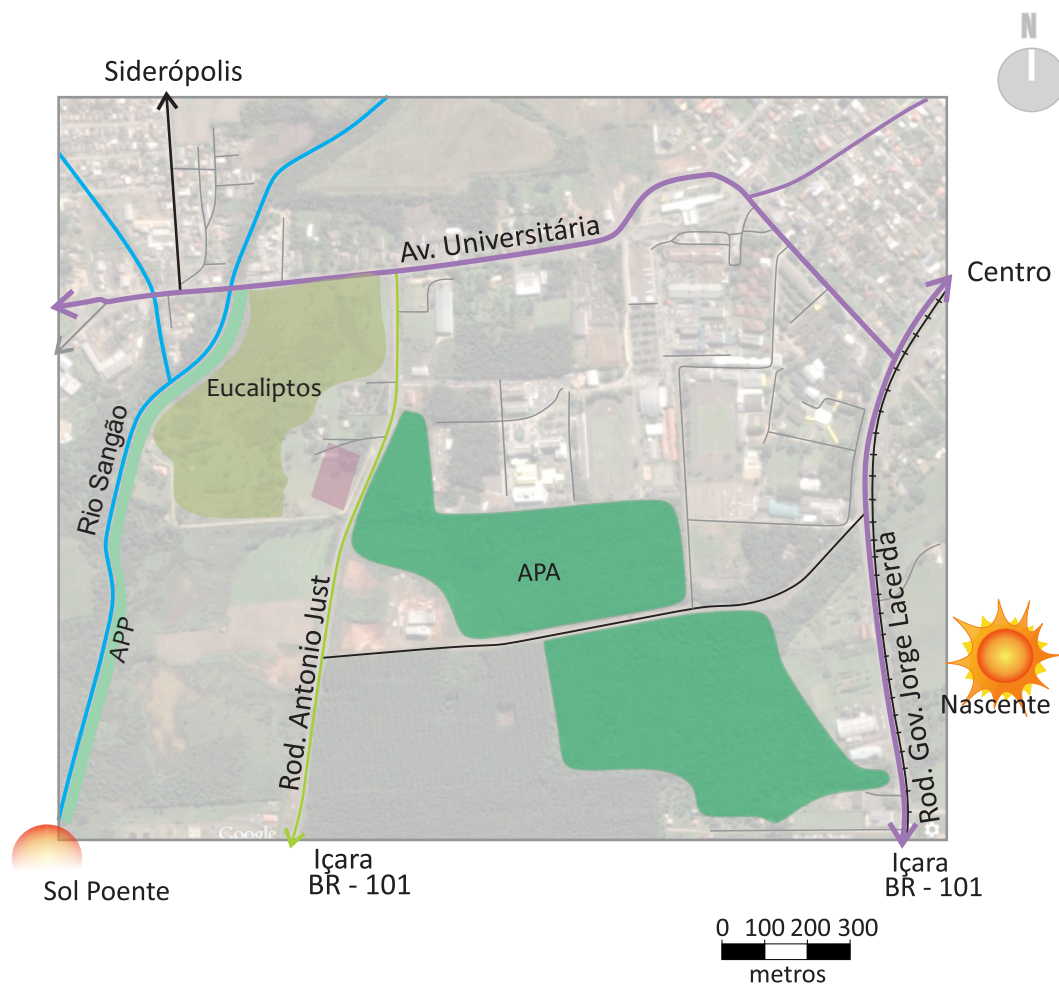 N
Siderópolis
Av. Universitária
Centro
Eucaliptos
Rio Sangão
APA
APP
Rod. Antonio Just
Rod. Gov. Jorge Lacerda
Nascente
Google
Sol Poente
Içara
BR - 101
Içara
BR - 101
0 100 200 300
metros